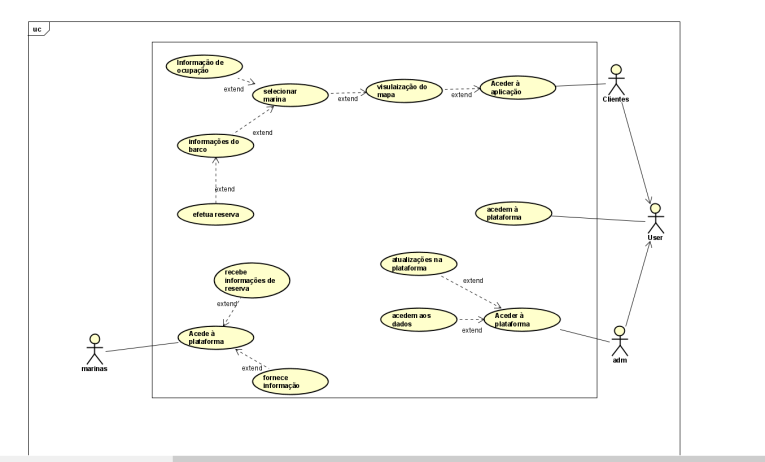 uc
Informação de
ocupação
extend
selecionar
marina
extend
visulaização do
mapa
extend
Aceder à
aplicação
Clientes
extend
informações do
barco
extend
efetua reserva
acedem à
plataforma
User
atualizações na
plataforma
extend
recebe
informações de
reserva
extend
acedem aos
dados
extend
Aceder à
plataforma
adm
Acede à
plataforma
marinas
extend
fornece
informação